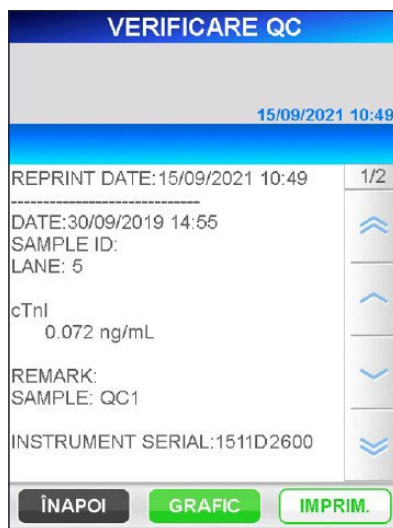 VERIFICARE QC
15/09/2021 10:49
REPRINT DATE:15/09/2021 10:49
1/2
------------------------------
DATE:30/09/2019 14:55
SAMPLE ID:
LANE: 5
cTnI
0.072 ng/mL
REMARK:
SAMPLE: QC1
INSTRUMENT SERIAL:1511D2600
ÎNAPOI
GRAFIC
IMPRIM.